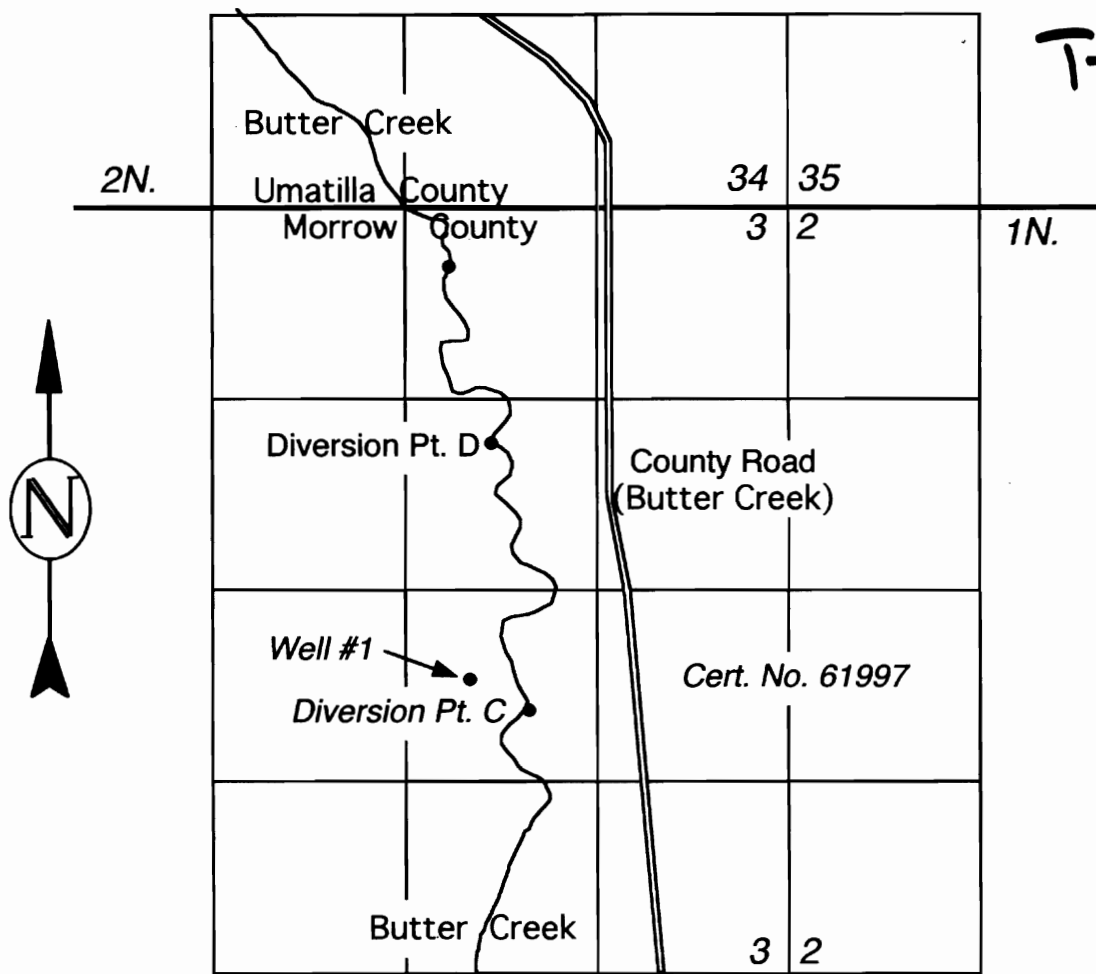 T-
Butter Creek
2N.
34 35
Umatilla County
Morrow County
3 2
1N.
Diversion Pt. D
County Road
(Butter Creek)
N
Well #1
Cert. No. 61997
Diversion Pt. C
Butter Creek
3 2